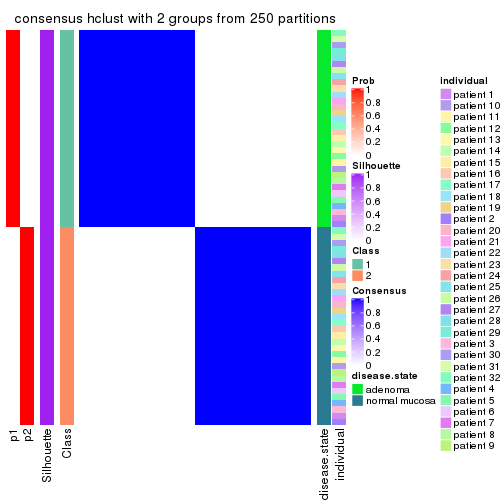 consensus hclust with 2 groups from 250 partitions
p1
p2
Silhouette
Class
disease.state
individual
Prob
1
0.8
0.6
0.4
0.2
0
Silhouette
1
0.8
0.6
0.4
0.2
0
Class
1
2
Consensus
1
0.8
0.6
0.4
0.2
0
disease.state
adenoma
normal mucosa
individual
patient 1
patient 10
patient 11
patient 12
patient 13
patient 14
patient 15
patient 16
patient 17
patient 18
patient 19
patient 2
patient 20
patient 21
patient 22
patient 23
patient 24
patient 25
patient 26
patient 27
patient 28
patient 29
patient 3
patient 30
patient 31
patient 32
patient 4
patient 5
patient 6
patient 7
patient 8
patient 9